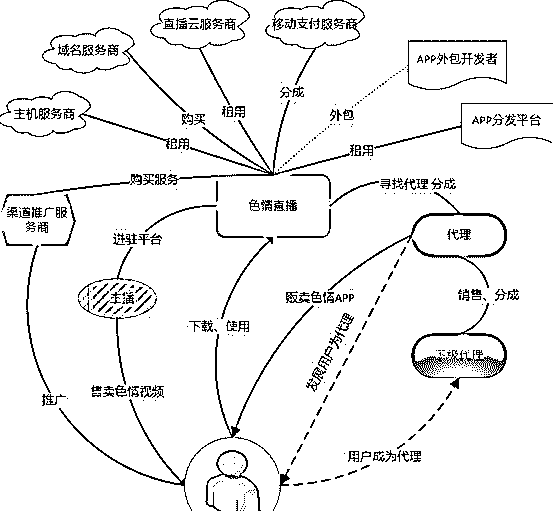 直播云服务商
移动支付服务商
域名服务商
APP外包开发者
主机服务商
APP分发平台
分成
购买
租用
外包
租用
租用
购买服务
寻找代理 分成
色情直播
渠道推广服
务商
代理
进驻平台
主播
贩卖色情APP
销售、分成
下载、使用
发展用户为代理
下级代理
售卖色情视频
推广
用户成为代理